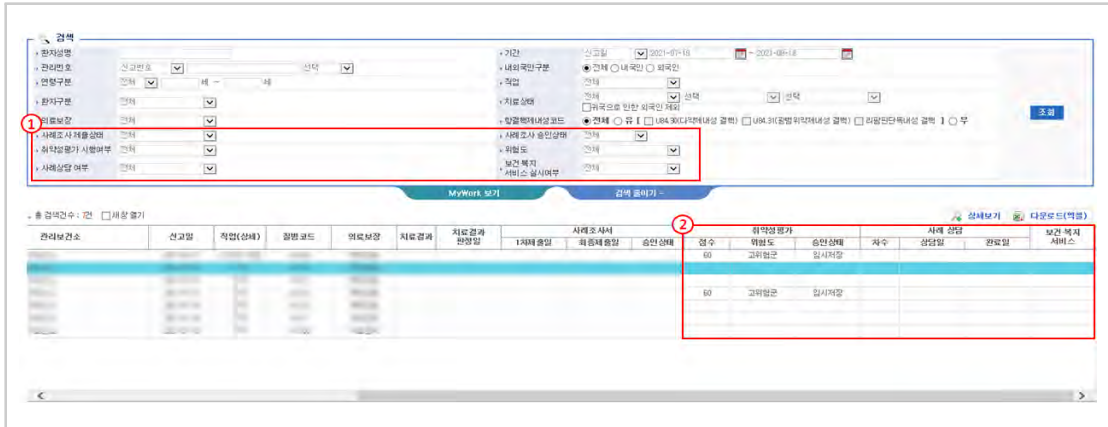 검색
환자성명 기간 신고일 2021-07-18 ~ 2021-08-18
관리번호 신고번호 선택 내외국인구분 전체 내국인 외국인
연령구분 전체 세 ~ 세 직업 전체
환자구분 전체 치료상태 전체 선택 선택
귀국으로 인한 외국인 제외
조회
의료보장 전체 항결핵제내성코드 전체 유 [ U84.30(다약제내성 결핵) U84.31(광범위약제내성 결핵) 리팜핀단독내성 결핵 ] 무
1
사례조사 제출상태 전체 사례조사 승인상태 전체
취약성평가 시행여부 전체 위험도 전체
사례상담 여부 전체 보건·복지 서비스 실시여부 전체
MyWork 보기 검색 줄이기
총 검색건수 : 7건 새창 열기 상세보기 다운로드(엑셀)
2
관리보건소 신고일 직업(상세) 질병코드 의료보장 치료결과 치료결과 판정일 사례조사서 취약성평가 사례 상담 보건·복지 서비스
1차제출일 최종제출일 승인상태 점수 위험도 승인상태 차수 상담일 완료일
60 고위험군 임시저장
60 고위험군 임시저장